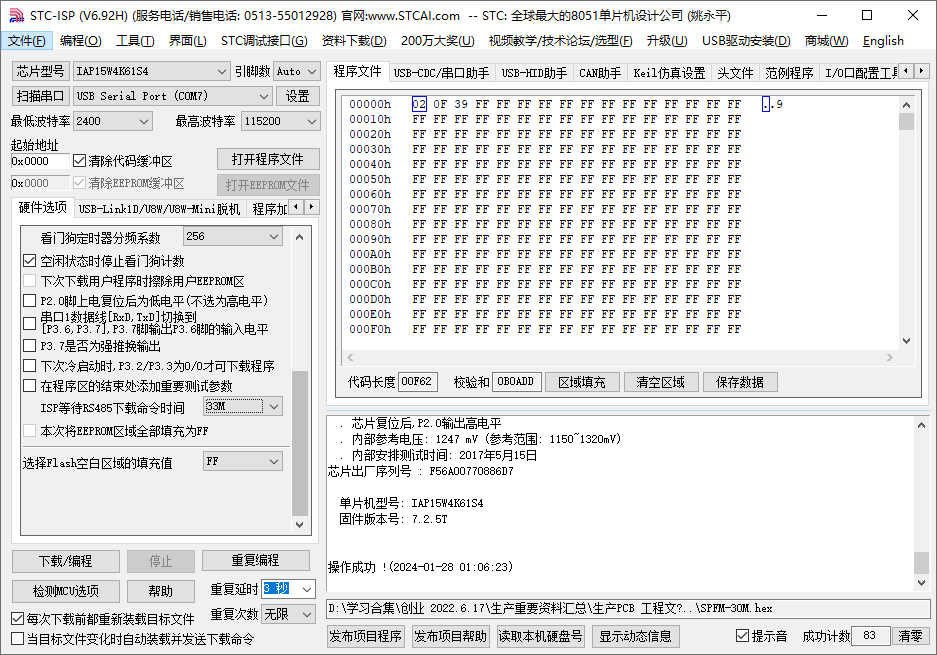 STC-ISP (V6.92H) (服务电话/销售电话: 0513-55012928) 官网:www.STCAI.com -- STC: 全球最大的8051单片机设计公司 (姚永平)
文件(F) 编程(O) 工具(T) 界面(L) STC调试接口(G) 资料下载(D) 200万大奖(U) 视频教学/技术论坛/选型(F) 升级(U) USB驱动安装(D) 商城(W) English
芯片型号 IAP15W4K61S4 引脚数 Auto
扫描串口 USB Serial Port (COM7) 设置
最低波特率 2400 最高波特率 115200
起始地址
0x0000 清除代码缓冲区 打开程序文件
0x0000 清除EEPROM缓冲区 打开EEPROM文件
硬件选项 USB-Link1D/U8W/U8W-Mini脱机 程序加
看门狗定时器分频系数 256
空闲状态时停止看门狗计数
下次下载用户程序时擦除用户EEPROM区
P2.0脚上电复位后为低电平(不选为高电平)
串口1数据线[RxD,TxD]切换到
[P3.6,P3.7],P3.7脚输出P3.6脚的输入电平
P3.7是否为强推换输出
下次冷启动时,P3.2/P3.3为0/0才可下载程序
在程序区的结束处添加重要测试参数
ISP等待RS485下载命令时间 33M
本次将EEPROM区域全部填充为FF
选择Flash空白区域的填充值 FF
下载/编程 停止 重复编程
检测MCU选项 帮助 重复延时 3 秒
每次下载前都重新装载目标文件 重复次数 无限
当目标文件变化时自动装载并发送下载命令
程序文件 USB-CDC/串口助手 USB-HID助手 CAN助手 Keil仿真设置 头文件 范例程序 I/O口配置工具
00000h 02 0F 39 FF FF FF FF FF FF FF FF FF FF FF FF FF ..9
00010h FF FF FF FF FF FF FF FF FF FF FF FF FF FF FF FF
00020h FF FF FF FF FF FF FF FF FF FF FF FF FF FF FF FF
00030h FF FF FF FF FF FF FF FF FF FF FF FF FF FF FF FF
00040h FF FF FF FF FF FF FF FF FF FF FF FF FF FF FF FF
00050h FF FF FF FF FF FF FF FF FF FF FF FF FF FF FF FF
00060h FF FF FF FF FF FF FF FF FF FF FF FF FF FF FF FF
00070h FF FF FF FF FF FF FF FF FF FF FF FF FF FF FF FF
00080h FF FF FF FF FF FF FF FF FF FF FF FF FF FF FF FF
00090h FF FF FF FF FF FF FF FF FF FF FF FF FF FF FF FF
000A0h FF FF FF FF FF FF FF FF FF FF FF FF FF FF FF FF
000B0h FF FF FF FF FF FF FF FF FF FF FF FF FF FF FF FF
000C0h FF FF FF FF FF FF FF FF FF FF FF FF FF FF FF FF
000D0h FF FF FF FF FF FF FF FF FF FF FF FF FF FF FF FF
000E0h FF FF FF FF FF FF FF FF FF FF FF FF FF FF FF FF
000F0h FF FF FF FF FF FF FF FF FF FF FF FF FF FF FF FF
代码长度 00F62 校验和 0B0ADD 区域填充 清空区域 保存数据
. 芯片复位后,P2.0输出高电平
. 内部参考电压: 1247 mV (参考范围: 1150~1320mV)
. 内部安排测试时间: 2017年5月15日
芯片出厂序列号 : F56A00770886D7
单片机型号: IAP15W4K61S4
固件版本号: 7.2.5T
操作成功 !(2024-01-28 01:06:23)
D:\学习合集\创业 2022.6.17\生产重要资料汇总\生产PCB 工程文?..\SPFM-30M.hex
发布项目程序 发布项目帮助 读取本机硬盘号 显示动态信息 提示音 成功计数 83 清零